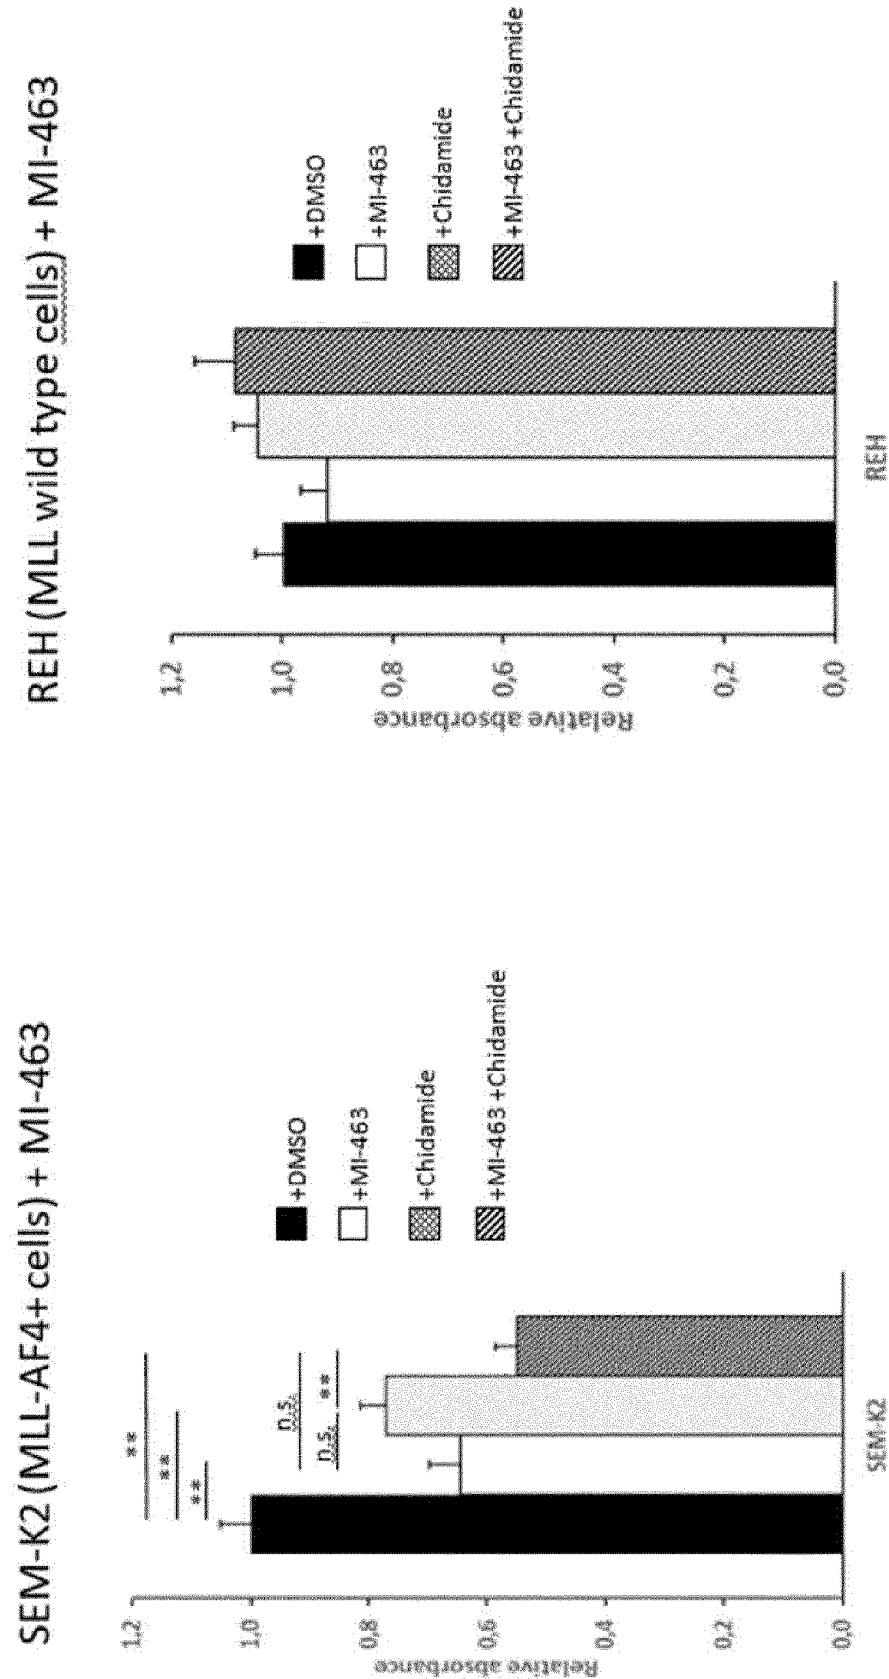 SEM-K2 (MLL-AF4+ cells) + MI-463
**
**
**
n.s.
n.s.
**
+DMSO
+MI-463
+Chidamide
+MI-463 +Chidamide
Relative absorbance
1,2
1,0
0,8
0,6
0,4
0,2
0,0
SEM-K2
REH (MLL wild type cells) + MI-463
+DMSO
+MI-463
+Chidamide
+MI-463 +Chidamide
Relative absorbance
1,2
1,0
0,8
0,6
0,4
0,2
0,0
REH